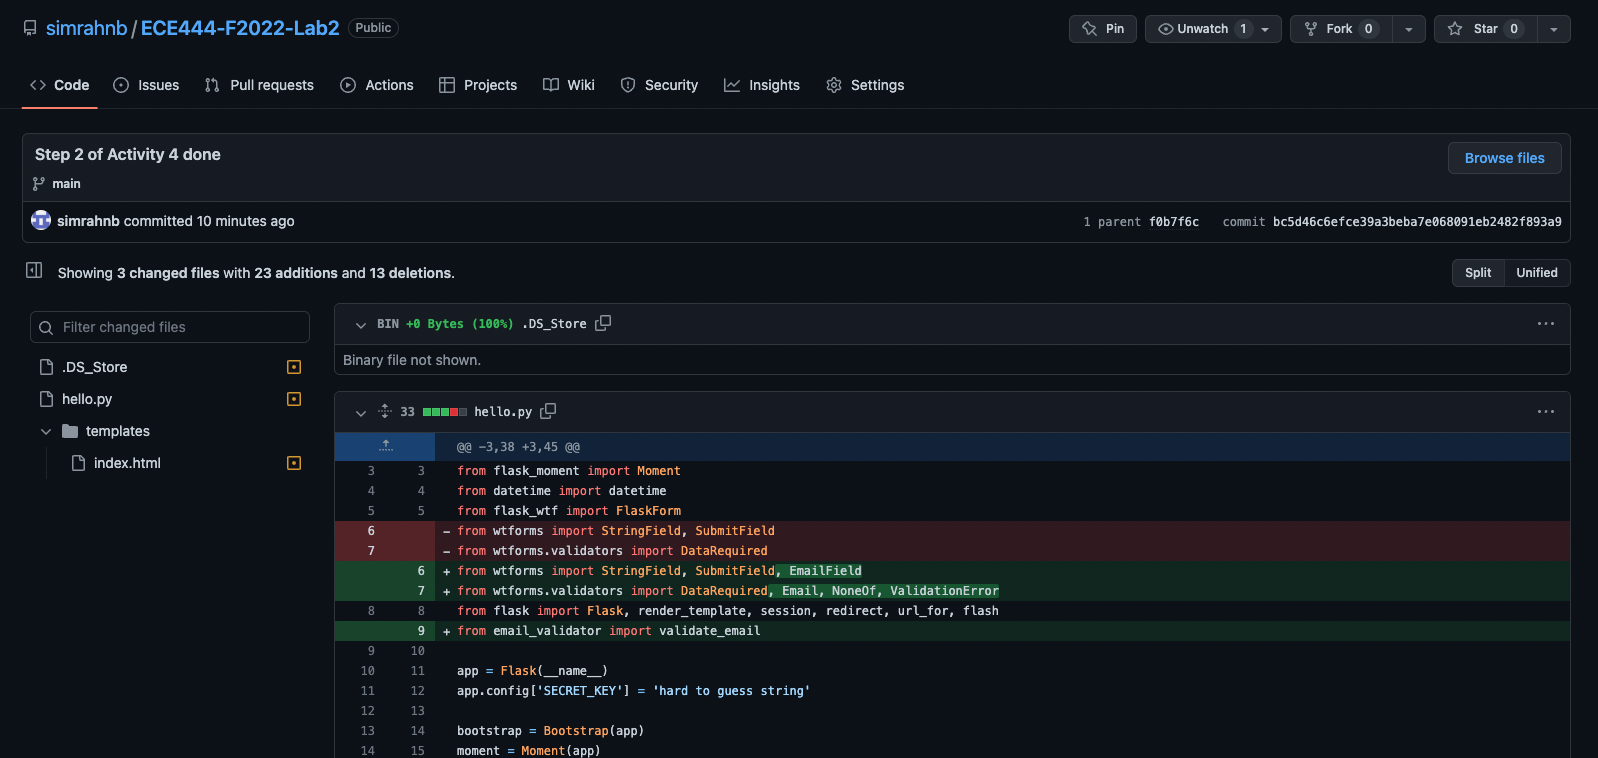 simrahnb / ECE444-F2022-Lab2 Public
Pin Unwatch 1 Fork 0 Star 0
Code Issues Pull requests Actions Projects Wiki Security Insights Settings
Step 2 of Activity 4 done
Browse files
main
simrahnb committed 10 minutes ago 1 parent f0b7f6c commit bc5d46c6efce39a3beba7e068091eb2482f893a9
Showing 3 changed files with 23 additions and 13 deletions.
Split Unified
Filter changed files
.DS_Store
hello.py
templates
index.html
BIN +0 Bytes (100%) .DS_Store
Binary file not shown.
33 hello.py
@@ -3,38 +3,45 @@
3 3 from flask_moment import Moment
4 4 from datetime import datetime
5 5 from flask_wtf import FlaskForm
6 - from wtforms import StringField, SubmitField
7 - from wtforms.validators import DataRequired
6 + from wtforms import StringField, SubmitField, EmailField
7 + from wtforms.validators import DataRequired, Email, NoneOf, ValidationError
8 8 from flask import Flask, render_template, session, redirect, url_for, flash
9 + from email_validator import validate_email
9 10
10 11 app = Flask(__name__)
11 12 app.config['SECRET_KEY'] = 'hard to guess string'
12 13
13 14 bootstrap = Bootstrap(app)
14 15 moment = Moment(app)